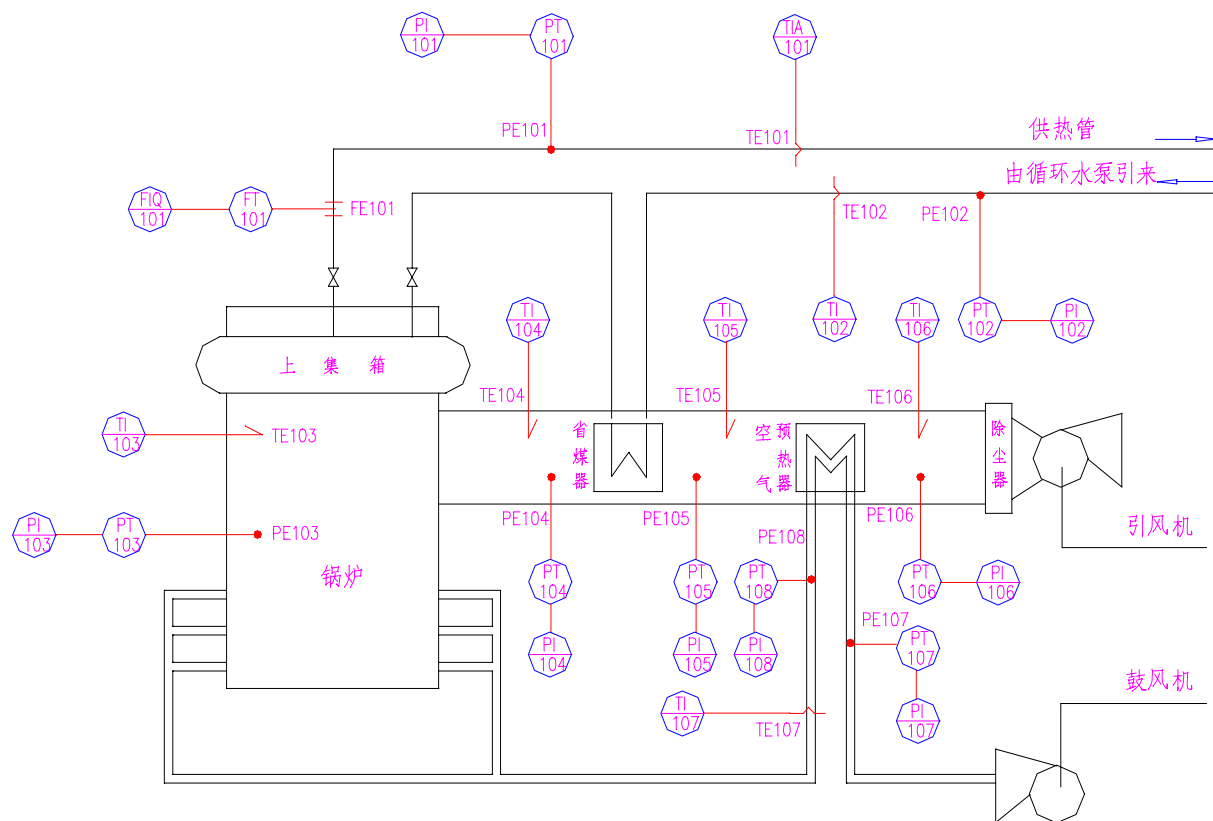 PI
101
PT
101
TIA
101
PE101
TE101
供热管
由循环水泵引来
FIQ
101
FT
101
FE101
TE102
PE102
TI
104
TI
105
TI
102
TI
106
PT
102
PI
102
上集箱
TE104
TE105
TE106
TI
103
TE103
省煤器
空气预热器
除尘器
PE104
PE105
PE108
PE106
引风机
PI
103
PT
103
PE103
锅炉
PT
104
PT
105
PT
108
PT
106
PI
106
PE107
PI
104
PI
105
PI
108
PT
107
鼓风机
TI
107
TE107
PI
107